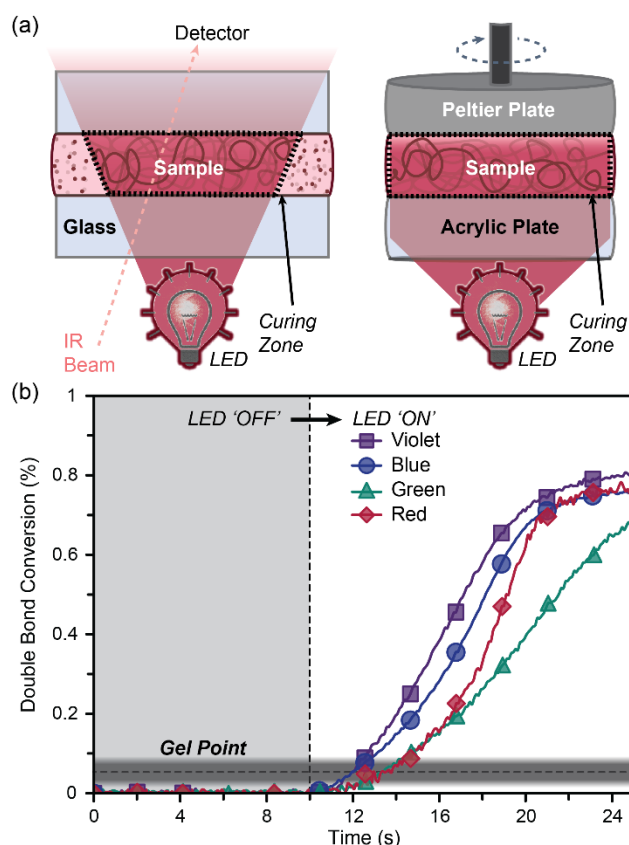 (a)
Detector
Sample
Glass
IR
Beam
LED
Curing
Zone
Peltier Plate
Sample
Acrylic Plate
LED
Curing
Zone
(b)
LED 'OFF'
LED 'ON'
Violet
Blue
Green
Red
Gel Point
Double Bond Conversion (%)
1
0.8
0.6
0.4
0.2
0
0
4
8
12
16
20
24
Time (s)